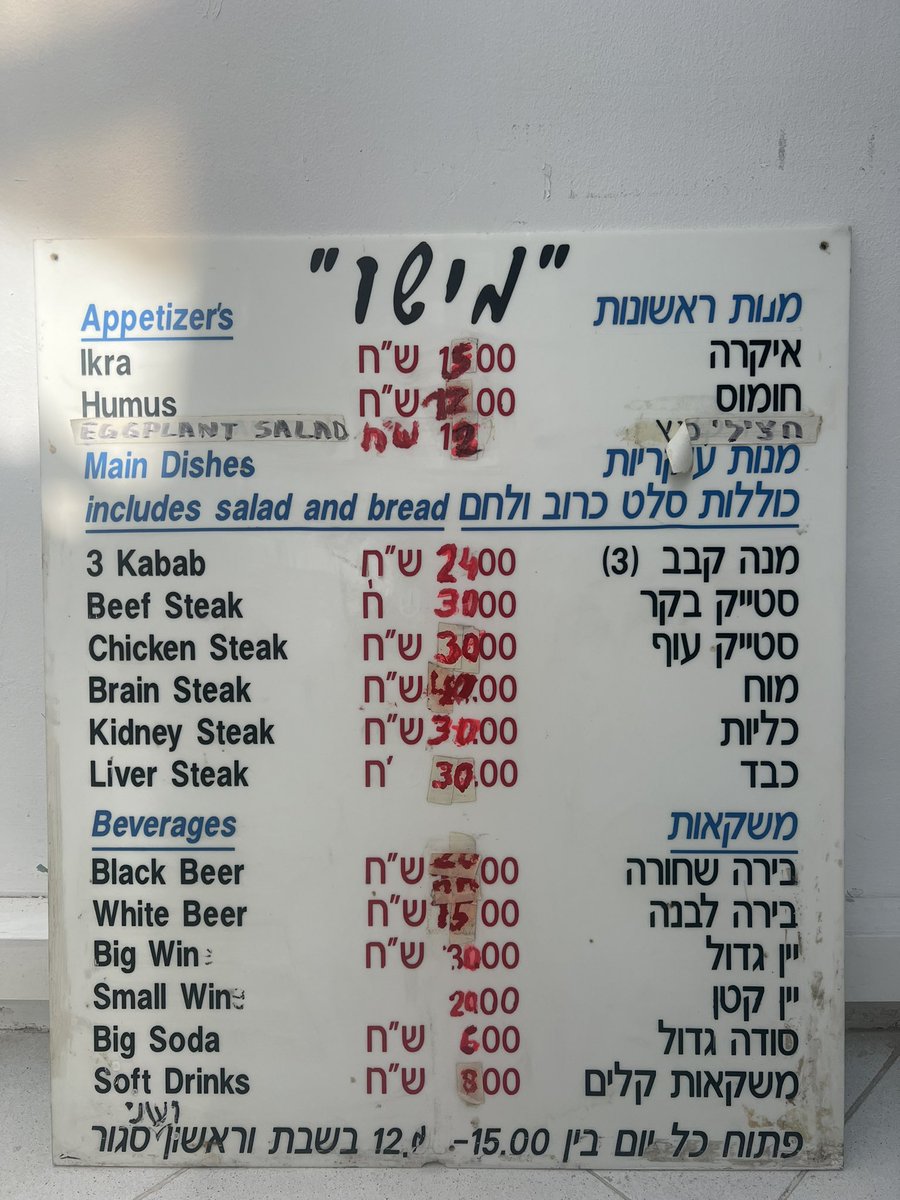 "מישו"
Appetizer's מנות ראשונות
Ikra 15.00 ש"ח איקרה
Humus 12.00 ש"ח חומוס
EGGPLANT SALAD 12 ש"ח חצילי
Main Dishes מנות עיקריות
includes salad and bread כוללות סלט כרוב ולחם
3 Kabab 24.00 ש"ח מנה קבב (3)
Beef Steak 30.00 ח סטייק בקר
Chicken Steak 30.00 ש"ח סטייק עוף
Brain Steak 40.00 ש"ח מוח
Kidney Steak 30.00 ש"ח כליות
Liver Steak 30.00 ח' כבד
Beverages משקאות
Black Beer ש"ח בירה שחורה
White Beer 15.00 ש"ח בירה לבנה
Big Wine 30.00 ש"ח יין גדול
Small Wine 20.00 יין קטן
Big Soda 6.00 ש"ח סודה גדול
Soft Drinks 8.00 ש"ח משקאות קלים
ושני
פתוח כל יום בין 15.00- בשבת וראשון סגור